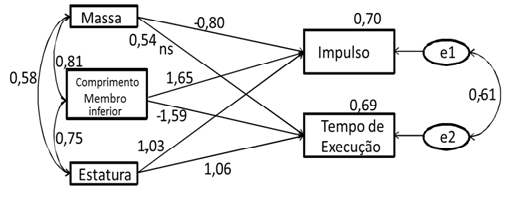 Massa
-0,80
0,70
0,54
ns
Impulso
e1
0,81
0,58
Comprimento
Membro
inferior
1,65
-1,59
0,69
0,61
Tempo de
Execução
e2
0,75
1,03
Estatura
1,06